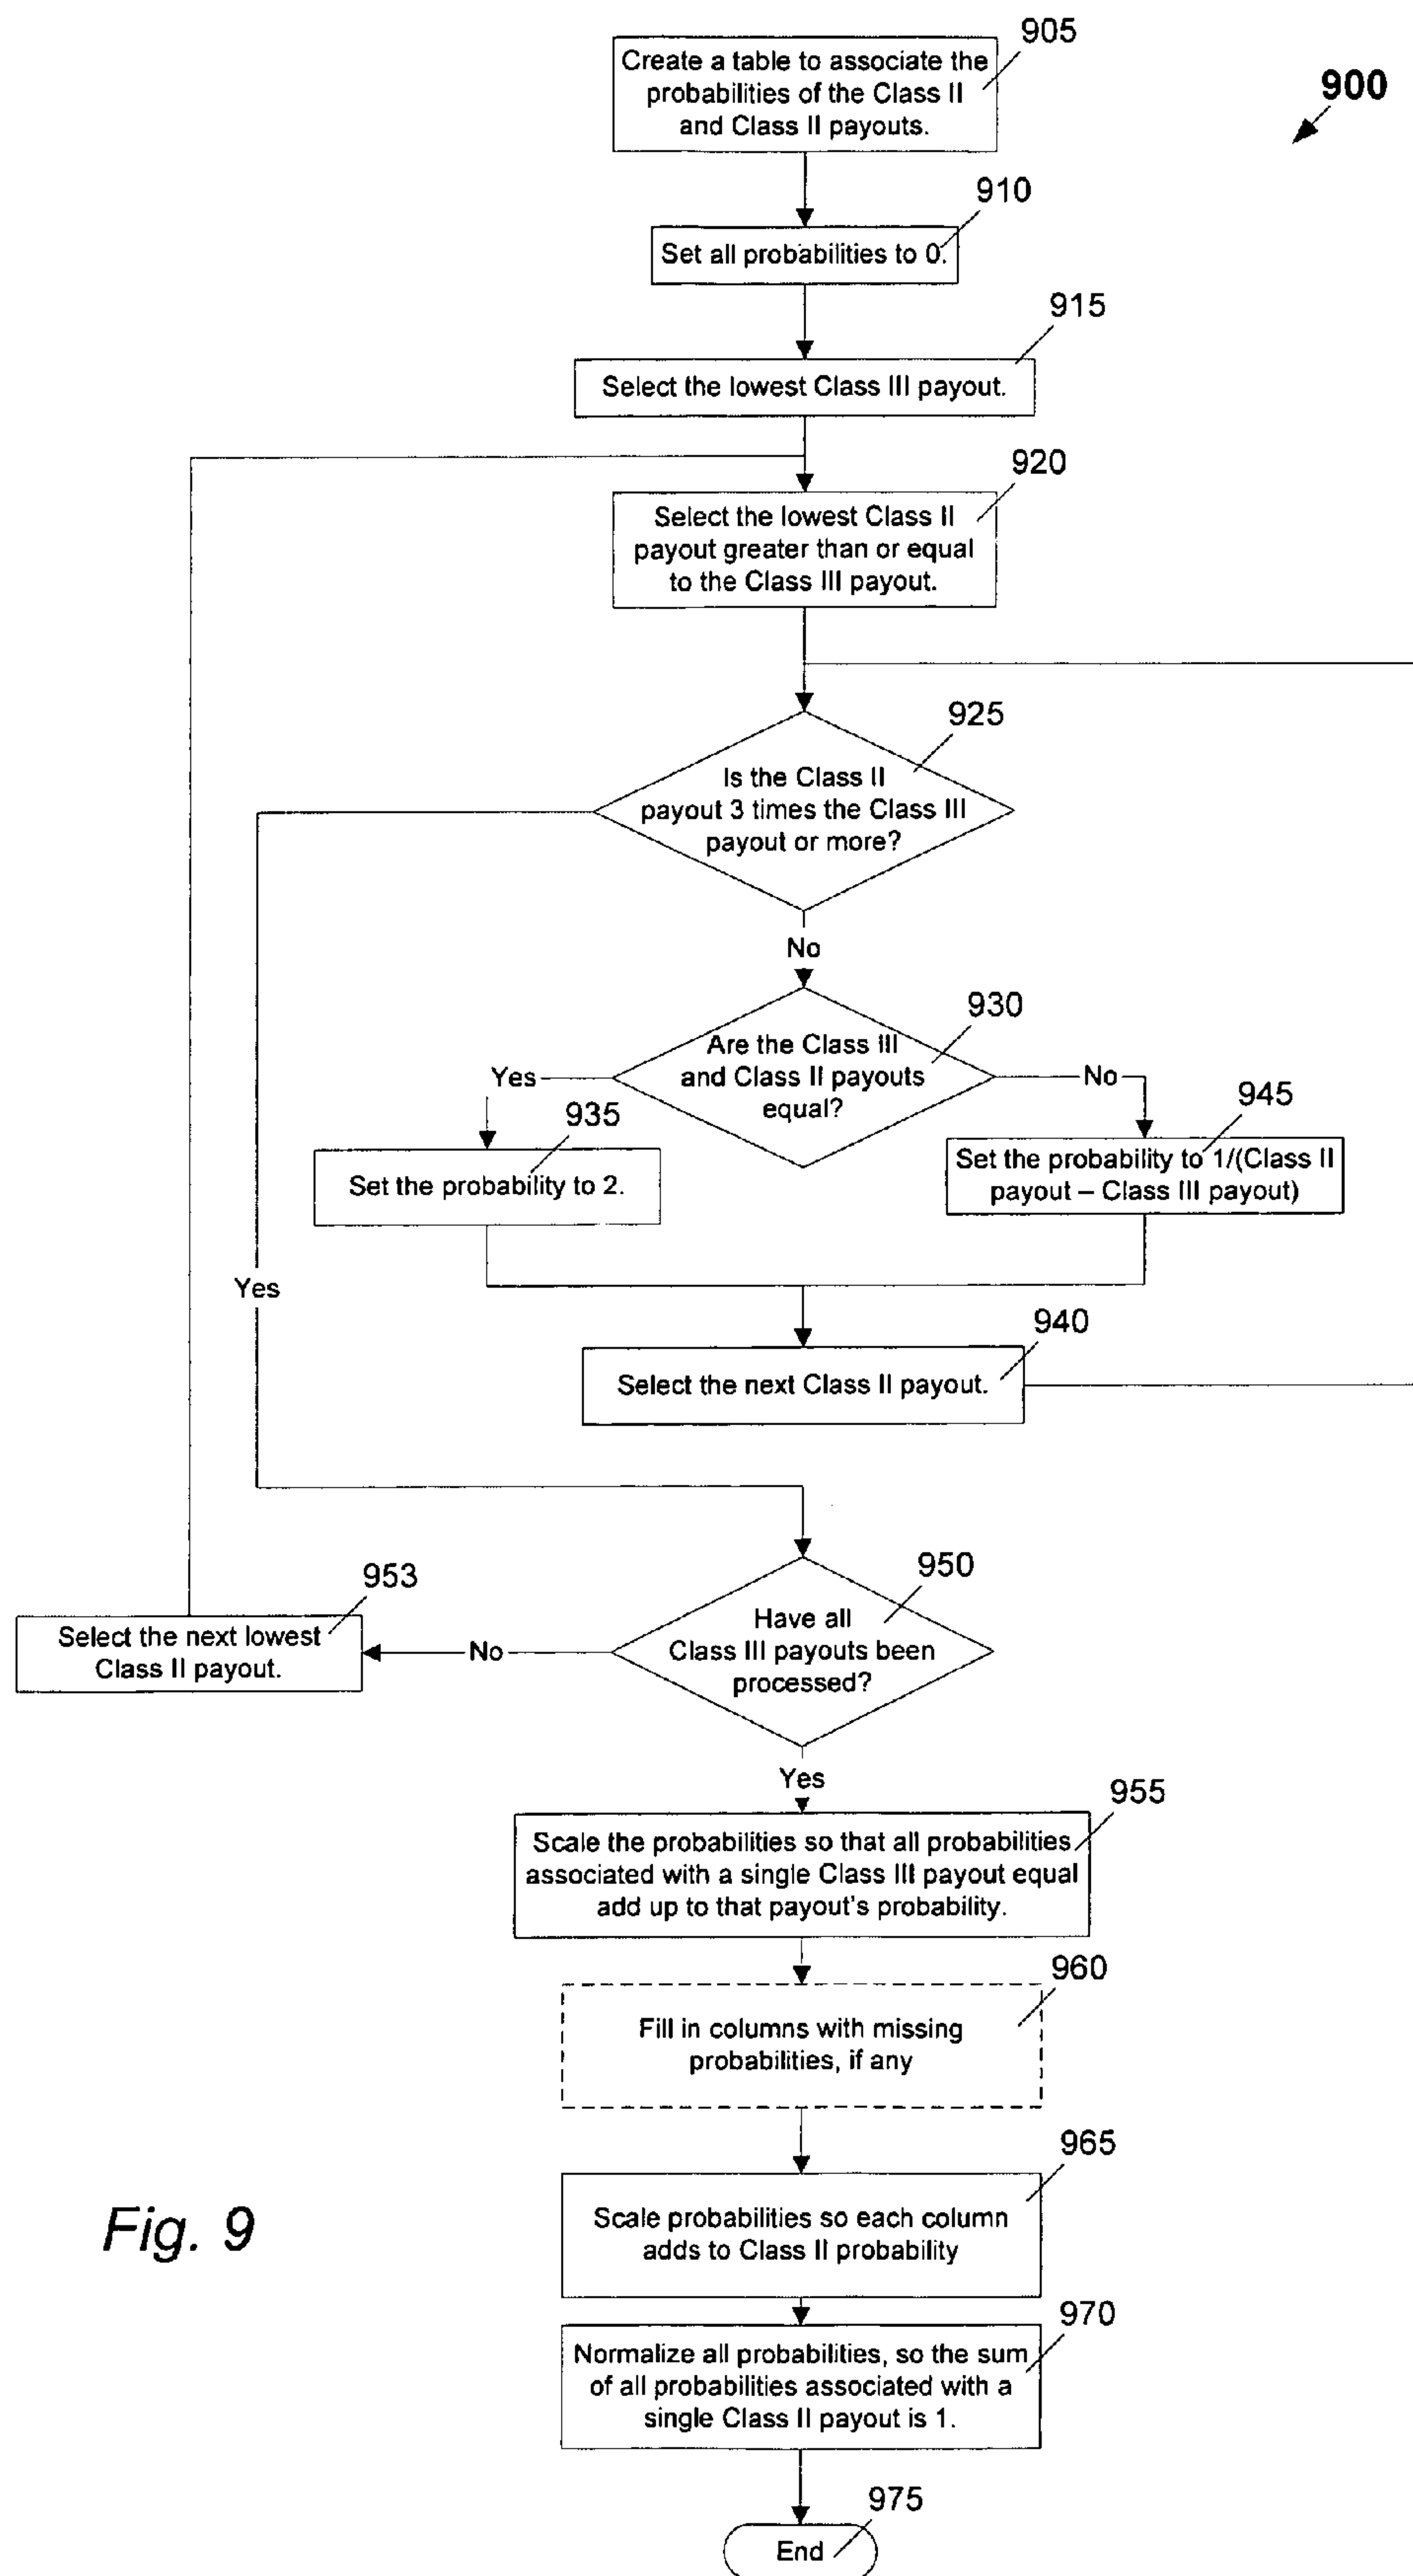 905
Create a table to associate the
probabilities of the Class II
and Class II payouts.
900
910
Set all probabilities to 0.
915
Select the lowest Class III payout.
920
Select the lowest Class II
payout greater than or equal
to the Class III payout.
925
Is the Class II
payout 3 times the Class III
payout or more?
No
930
Are the Class III
and Class II payouts
equal?
Yes
No
935
Set the probability to 2.
945
Set the probability to 1/(Class II
payout – Class III payout)
Yes
940
Select the next Class II payout.
950
Have all
Class III payouts been
processed?
No
953
Select the next lowest
Class II payout.
Yes
955
Scale the probabilities so that all probabilities
associated with a single Class III payout equal
add up to that payout's probability.
960
Fill in columns with missing
probabilities, if any
965
Scale probabilities so each column
adds to Class II probability
Fig. 9
970
Normalize all probabilities, so the sum
of all probabilities associated with a
single Class II payout is 1.
975
End